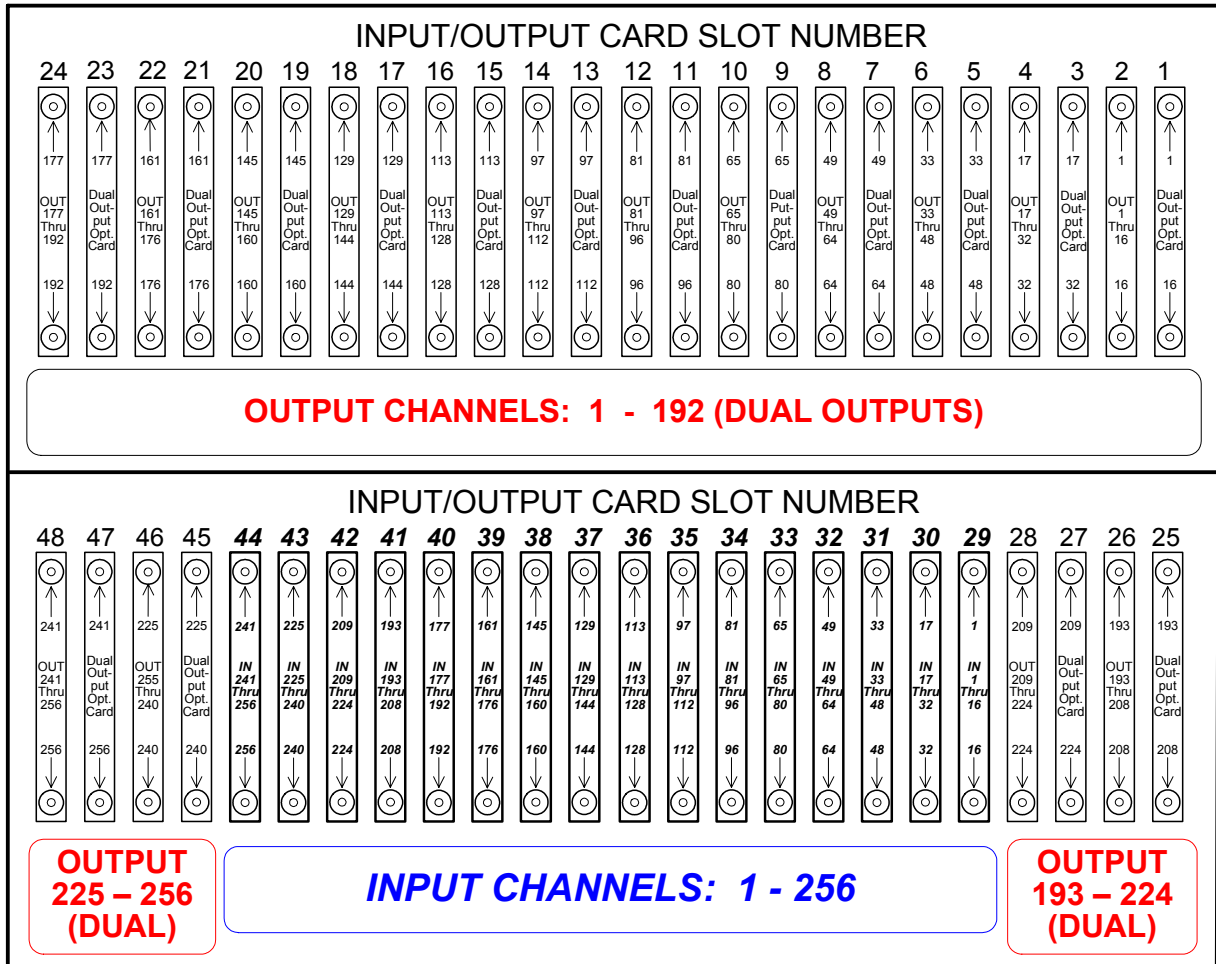 INPUT/OUTPUT CARD SLOT NUMBER
24 23 22 21 20 19 18 17 16 15 14 13 12 11 10 9 8 7 6 5 4 3 2 1
177 177 161 161 145 145 129 129 113 113 97 97 81 81 65 65 49 49 33 33 17 17 1 1
OUT 177 Thru 192
Dual Out- put Opt. Card
OUT 161 Thru 176
Dual Out- put Opt. Card
OUT 145 Thru 160
Dual Out- put Opt. Card
OUT 129 Thru 144
Dual Out- put Opt. Card
OUT 113 Thru 128
Dual Out- put Opt. Card
OUT 97 Thru 112
Dual Out- put Opt. Card
OUT 81 Thru 96
Dual Out- put Opt. Card
OUT 65 Thru 80
Dual Put- put Opt. Card
OUT 49 Thru 64
Dual Out- put Opt. Card
OUT 33 Thru 48
Dual Out- put Opt. Card
OUT 17 Thru 32
Dual Out- put Opt. Card
OUT 1 Thru 16
Dual Out- put Opt. Card
192 192 176 176 160 160 144 144 128 128 112 112 96 96 80 80 64 64 48 48 32 32 16 16
OUTPUT CHANNELS: 1 - 192 (DUAL OUTPUTS)
INPUT/OUTPUT CARD SLOT NUMBER
48 47 46 45 44 43 42 41 40 39 38 37 36 35 34 33 32 31 30 29 28 27 26 25
241 241 225 225 241 225 209 193 177 161 145 129 113 97 81 65 49 33 17 1 209 209 193 193
OUT 241 Thru 256
Dual Out- put Opt. Card
OUT 255 Thru 240
Dual Out- put Opt. Card
IN 241 Thru 256
IN 225 Thru 240
IN 209 Thru 224
IN 193 Thru 208
IN 177 Thru 192
IN 161 Thru 176
IN 145 Thru 160
IN 129 Thru 144
IN 113 Thru 128
IN 97 Thru 112
IN 81 Thru 96
IN 65 Thru 80
IN 49 Thru 64
IN 33 Thru 48
IN 17 Thru 32
IN 1 Thru 16
OUT 209 Thru 224
Dual Out- put Opt. Card
OUT 193 Thru 208
Dual Out- put Opt. Card
256 256 240 240 256 240 224 208 192 176 160 144 128 112 96 80 64 48 32 16 224 224 208 208
OUTPUT
225 – 256
(DUAL)
INPUT CHANNELS: 1 - 256
OUTPUT
193 – 224
(DUAL)